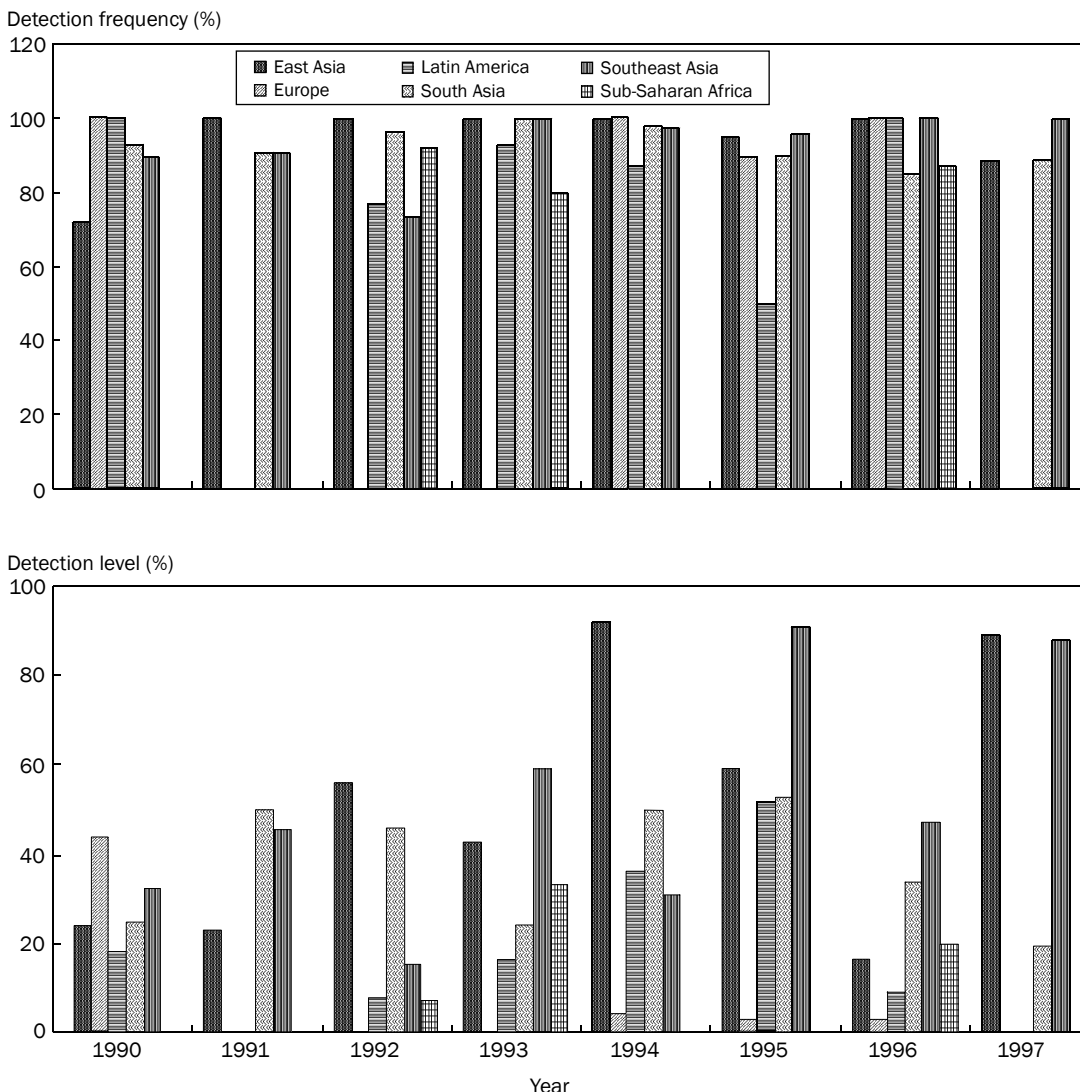 Detection frequency (%)
120
East Asia Latin America Southeast Asia
Europe South Asia Sub-Saharan Africa
100
80
60
40
20
0
Detection level (%)
100
80
60
40
20
0
1990 1991 1992 1993 1994 1995 1996 1997
Year